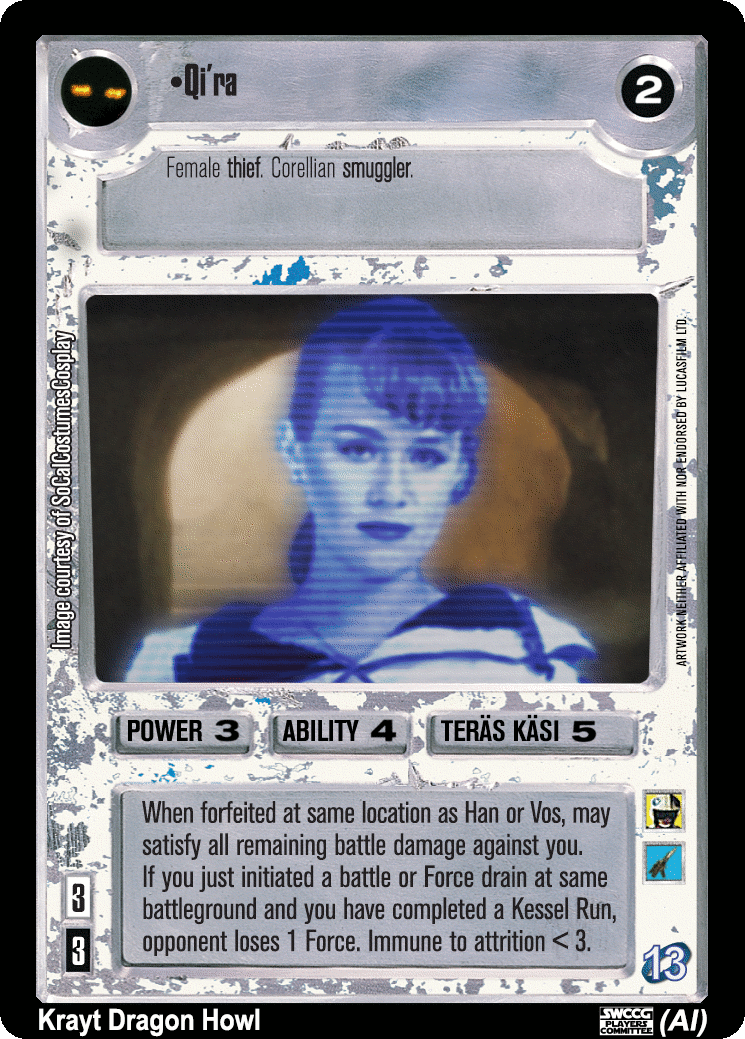 •Qi'ra
2
Female thief. Corellian smuggler.
Image courtesy of SoCalCostumesCosplay
ARTWORK NEITHER AFFILIATED WITH NOR ENDORSED BY LUCASFILM LTD.
POWER 3
ABILITY 4
TERÄS KÄSI 5
When forfeited at same location as Han or Vos, may
satisfy all remaining battle damage against you.
If you just initiated a battle or Force drain at same
battleground and you have completed a Kessel Run,
opponent loses 1 Force. Immune to attrition < 3.
3
3
13
Krayt Dragon Howl
SWCCG
PLAYERS
COMMITTEE
(AI)